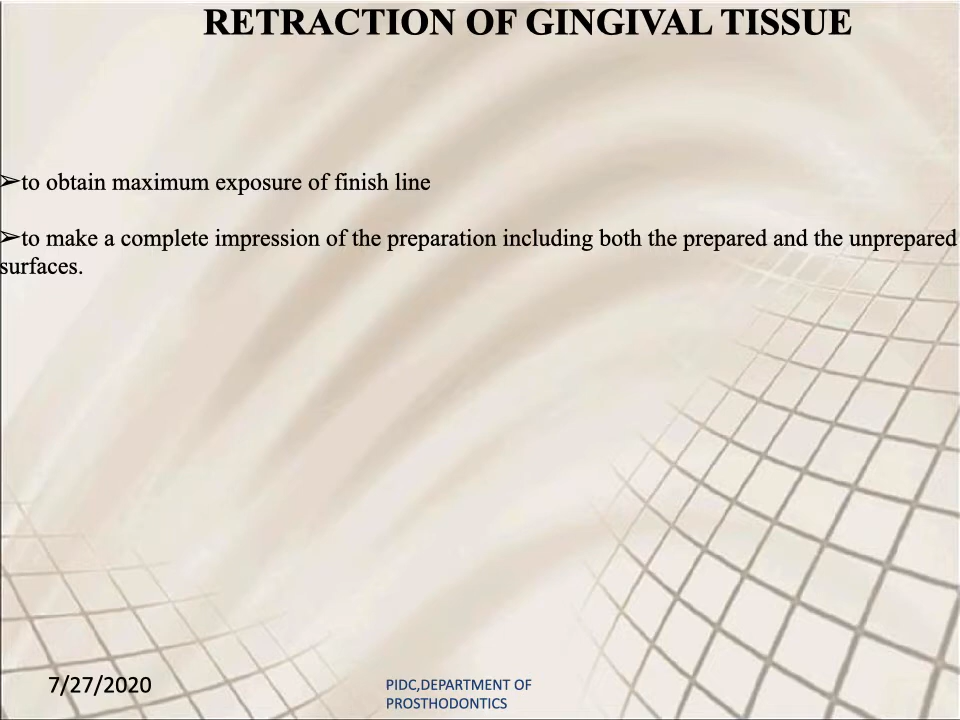 RETRACTION OF GINGIVAL TISSUE
➢to obtain maximum exposure of finish line
➢to make a complete impression of the preparation including both the prepared and the unprepared
surfaces.
7/27/2020
PIDC,DEPARTMENT OF
PROSTHODONTICS